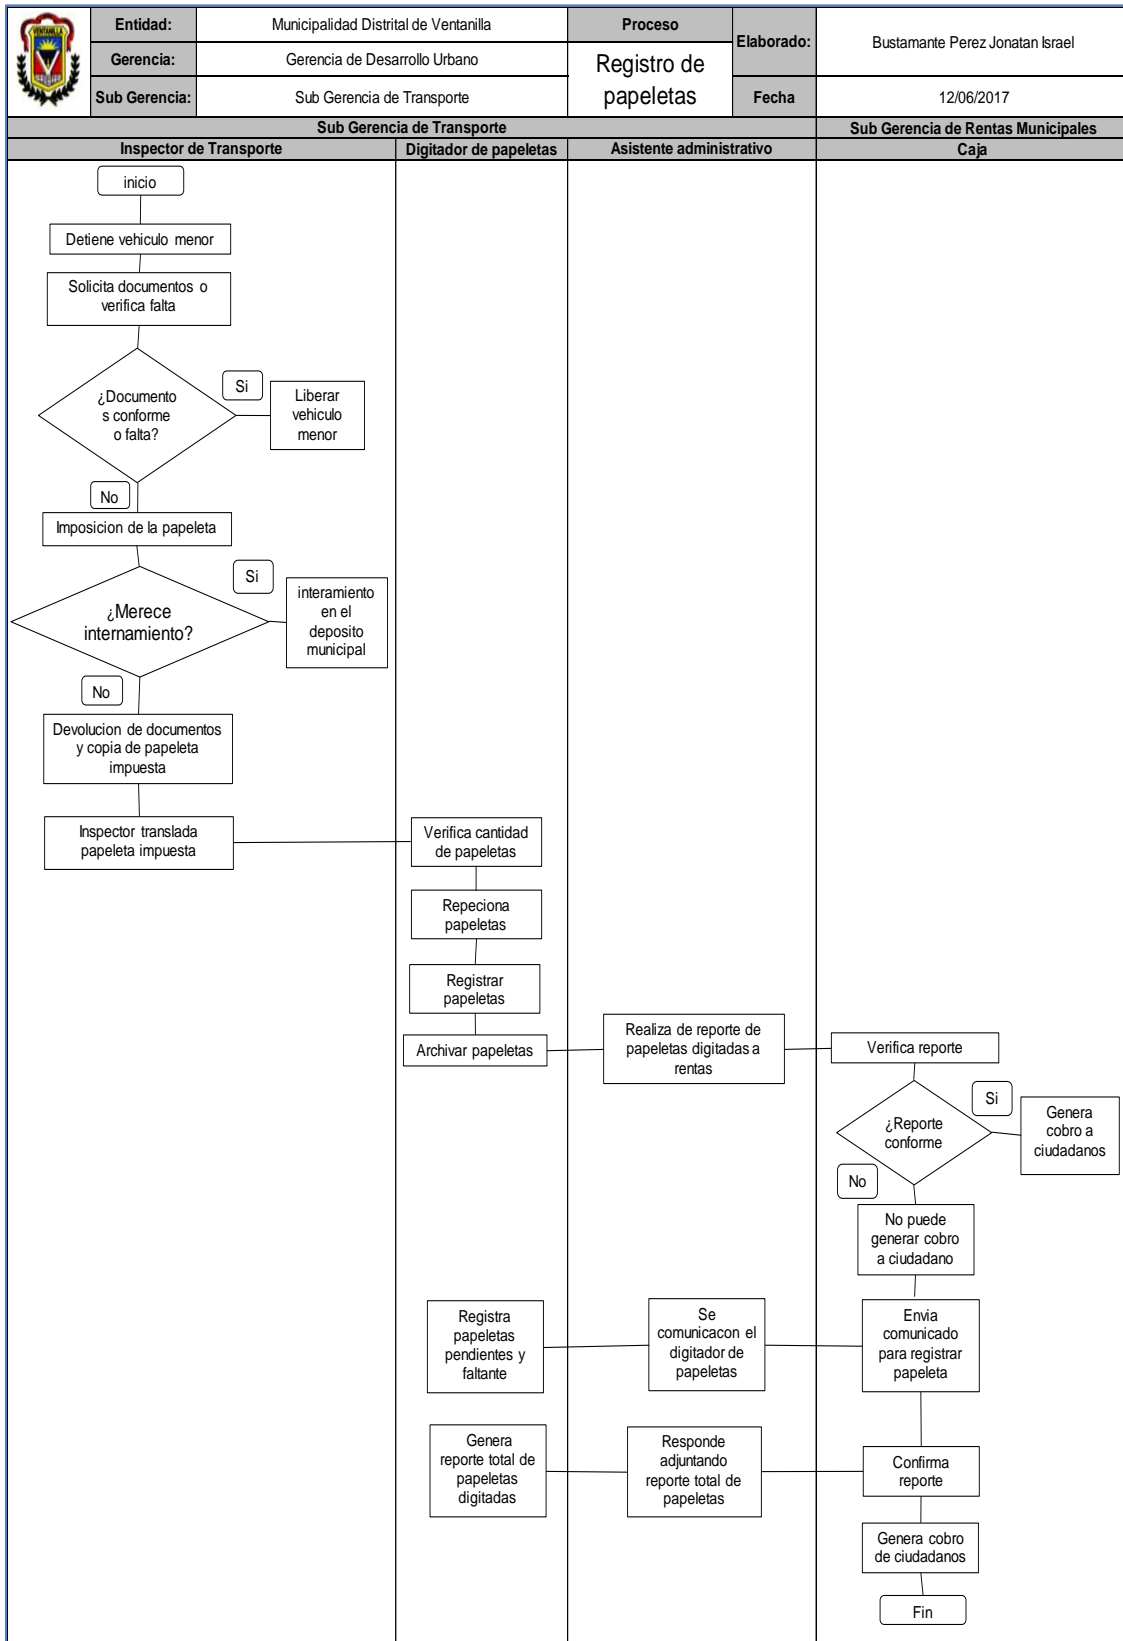 VENTANILLA
Entidad:
Municipalidad Distrital de Ventanilla
Proceso
Elaborado:
Bustamante Perez Jonatan Israel
Gerencia:
Gerencia de Desarrollo Urbano
Registro de
papeletas
Sub Gerencia:
Sub Gerencia de Transporte
Fecha
12/06/2017
Sub Gerencia de Transporte
Sub Gerencia de Rentas Municipales
Inspector de Transporte
Digitador de papeletas
Asistente administrativo
Caja
inicio
Detiene vehiculo menor
Solicita documentos o
verifica falta
¿Documento
s conforme
o falta?
Si
Liberar
vehiculo
menor
No
Imposicion de la papeleta
¿Merece
internamiento?
Si
interamiento
en el
deposito
municipal
No
Devolucion de documentos
y copia de papeleta
impuesta
Inspector translada
papeleta impuesta
Verifica cantidad
de papeletas
Repeciona
papeletas
Registrar
papeletas
Archivar papeletas
Realiza de reporte de
papeletas digitadas a
rentas
Verifica reporte
¿Reporte
conforme
Si
Genera
cobro a
ciudadanos
No
No puede
generar cobro
a ciudadano
Envia
comunicado
para registrar
papeleta
Se
comunicacon el
digitador de
papeletas
Registra
papeletas
pendientes y
faltante
Genera
reporte total de
papeletas
digitadas
Responde
adjuntando
reporte total de
papeletas
Confirma
reporte
Genera cobro
de ciudadanos
Fin